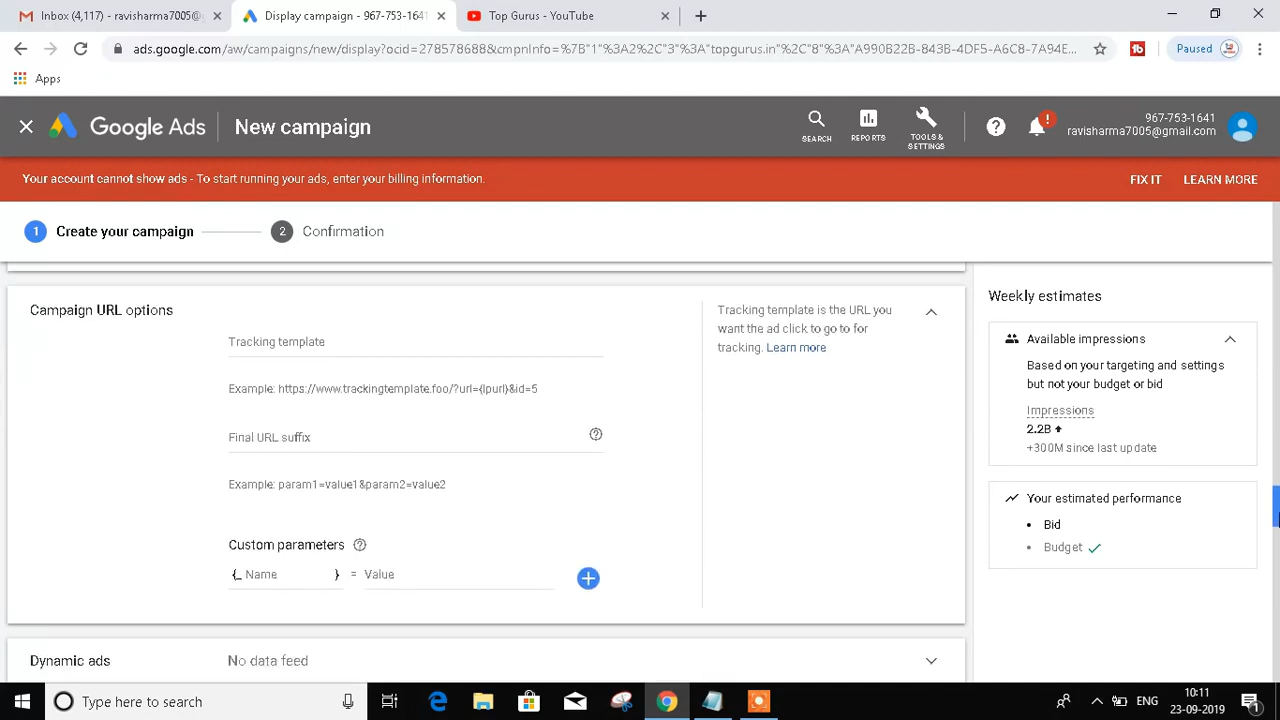 Inbox (4,117) - ravisharma7005@
Display campaign - 967-753-1641
Top Gurus - YouTube
ads.google.com/aw/campaigns/new/display?ocid=278578688&cmpnInfo=%7B"1"%3A2%2C"3"%3A"topgurus.in"%2C"8"%3A"A990B22B-843B-4DF5-A6C8-7A94E...
Paused
Apps
Google Ads
New campaign
SEARCH
REPORTS
TOOLS &
SETTINGS
967-753-1641
ravisharma7005@gmail.com
Your account cannot show ads - To start running your ads, enter your billing information.
FIX IT
LEARN MORE
1 Create your campaign
2 Confirmation
Campaign URL options
Tracking template
Example: https://www.trackingtemplate.foo/?url={lpurl}&id=5
Final URL suffix
Example: param1=value1&param2=value2
Custom parameters
{_ Name } = Value
Tracking template is the URL you
want the ad click to go to for
tracking. Learn more
Weekly estimates
Available impressions
Based on your targeting and settings
but not your budget or bid
Impressions
2.2B
+300M since last update
Your estimated performance
• Bid
• Budget
Dynamic ads
No data feed
Type here to search
ENG
10:11
23-09-2019
1